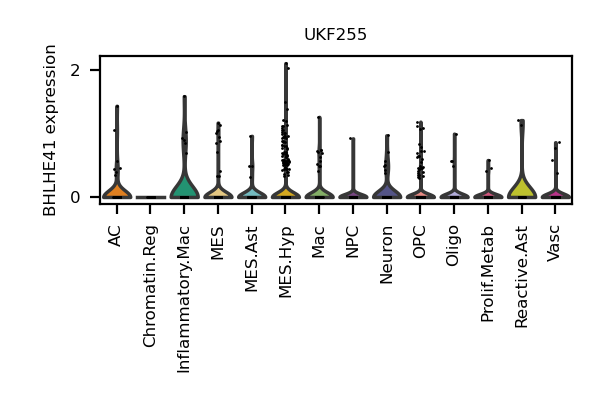 UKF255
BHLHE41 expression
2
0
AC
Chromatin.Reg
Inflammatory.Mac
MES
MES.Ast
MES.Hyp
Mac
NPC
Neuron
OPC
Oligo
Prolif.Metab
Reactive.Ast
Vasc